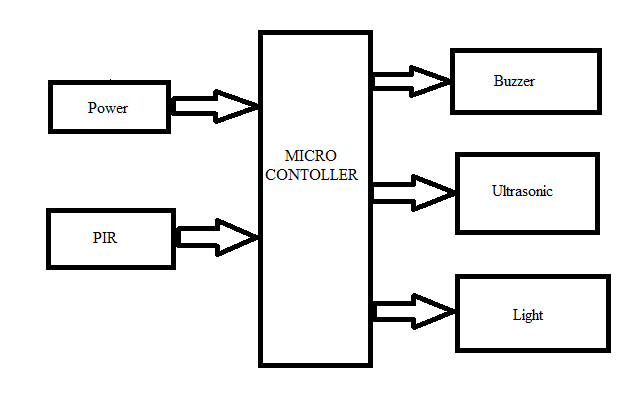 Power
PIR
MICRO
CONTOLLER
Buzzer
Ultrasonic
Light